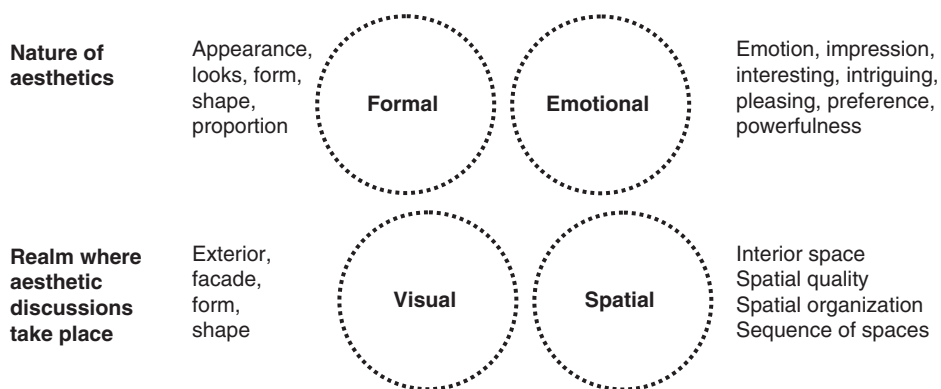 Nature of
aesthetics
Appearance,
looks, form,
shape,
proportion
Formal
Emotional
Emotion, impression,
interesting, intriguing,
pleasing, preference,
powerfulness
Realm where
aesthetic
discussions
take place
Exterior,
facade,
form,
shape
Visual
Spatial
Interior space
Spatial quality
Spatial organization
Sequence of spaces